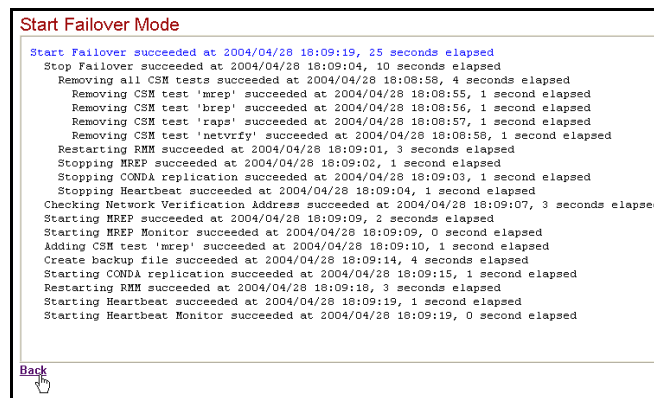 Start Failover Mode
Start Failover succeeded at 2004/04/28 18:09:19, 25 seconds elapsed
Stop Failover succeeded at 2004/04/28 18:09:04, 10 seconds elapsed
Removing all CSM tests succeeded at 2004/04/28 18:08:58, 4 seconds elapsed
Removing CSM test 'mrep' succeeded at 2004/04/28 18:08:55, 1 second elapsed
Removing CSM test 'brep' succeeded at 2004/04/28 18:08:56, 1 second elapsed
Removing CSM test 'raps' succeeded at 2004/04/28 18:08:57, 1 second elapsed
Removing CSM test 'netvrfy' succeeded at 2004/04/28 18:08:58, 1 second elapsed
Restarting RMM succeeded at 2004/04/28 18:09:01, 3 seconds elapsed
Stopping MREP succeeded at 2004/04/28 18:09:02, 1 second elapsed
Stopping CONDA replication succeeded at 2004/04/28 18:09:03, 1 second elapsed
Stopping Heartbeat succeeded at 2004/04/28 18:09:04, 1 second elapsed
Checking Network Verification Address succeeded at 2004/04/28 18:09:07, 3 seconds elapse
Starting MREP succeeded at 2004/04/28 18:09:09, 2 seconds elapsed
Starting MREP Monitor succeeded at 2004/04/28 18:09:09, 0 second elapsed
Adding CSM test 'mrep' succeeded at 2004/04/28 18:09:10, 1 second elapsed
Create backup file succeeded at 2004/04/28 18:09:14, 4 seconds elapsed
Starting CONDA replication succeeded at 2004/04/28 18:09:15, 1 second elapsed
Restarting RMM succeeded at 2004/04/28 18:09:18, 3 seconds elapsed
Starting Heartbeat succeeded at 2004/04/28 18:09:19, 1 second elapsed
Starting Heartbeat Monitor succeeded at 2004/04/28 18:09:19, 0 second elapsed
Back